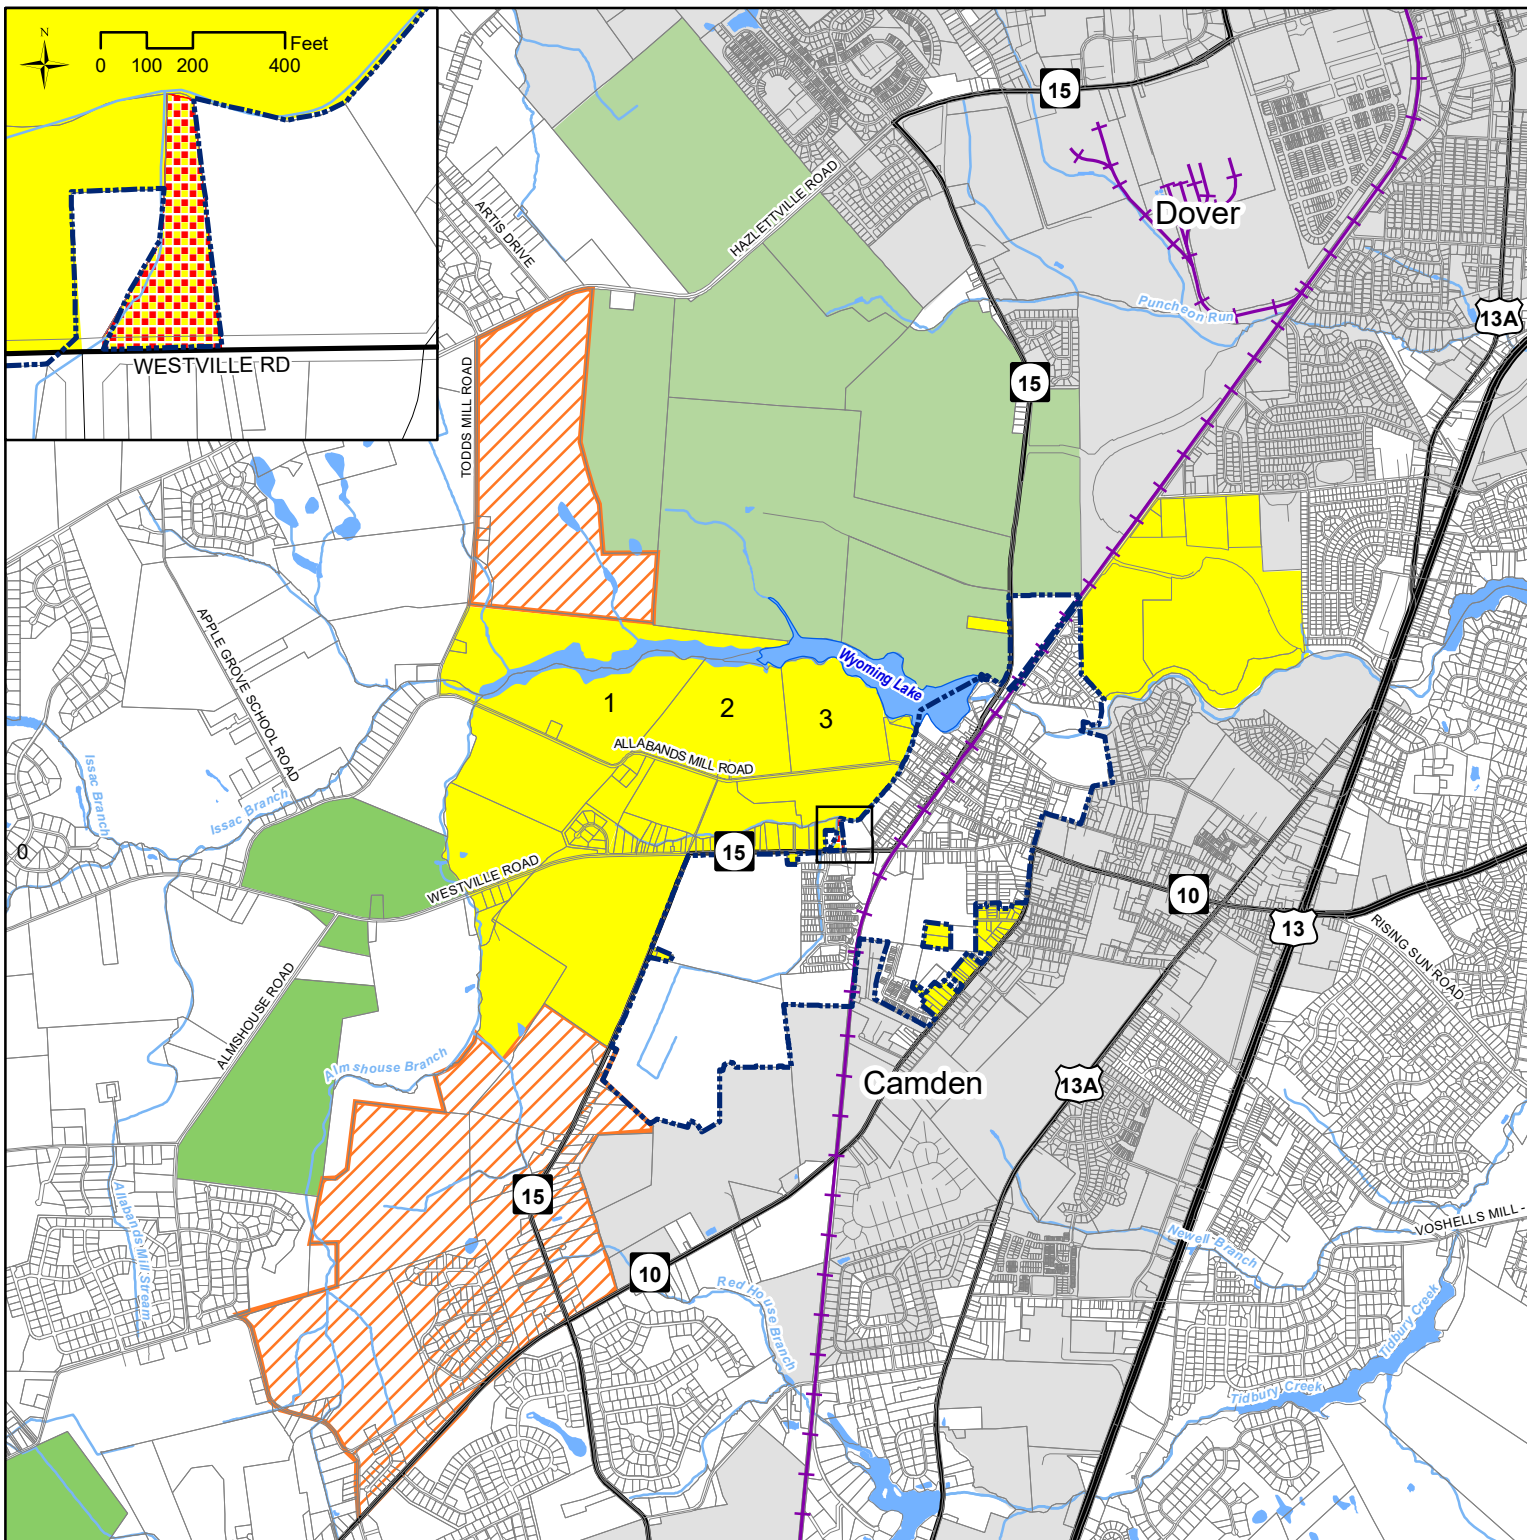 N
Feet
0 100 200 400
WESTVILLE RD
15
ARTIS DRIVE
HAZLETTVILLE ROAD
Dover
Puncheon Run
13A
15
TODDS MILL ROAD
APPLE GROVE SCHOOL ROAD
Wyoming Lake
1
2
3
ALLABANDS MILL ROAD
Issac Branch
Issac Branch
0
15
WESTVILLE ROAD
10
13
RISING SUN ROAD
ALMSHOUSE ROAD
Almshouse Branch
Camden
13A
15
Allabands Mill Stream
10
Red House Branch
Newell Branch
VOSHELLS MILL -
Tidbury Creek
Tidbury Creek